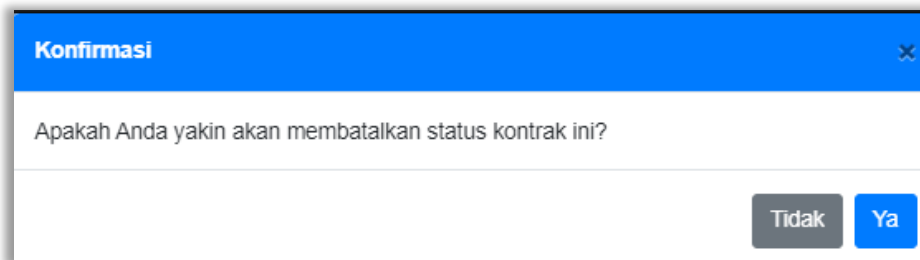 Konfirmasi ×
Apakah Anda yakin akan membatalkan status kontrak ini?
Tidak Ya